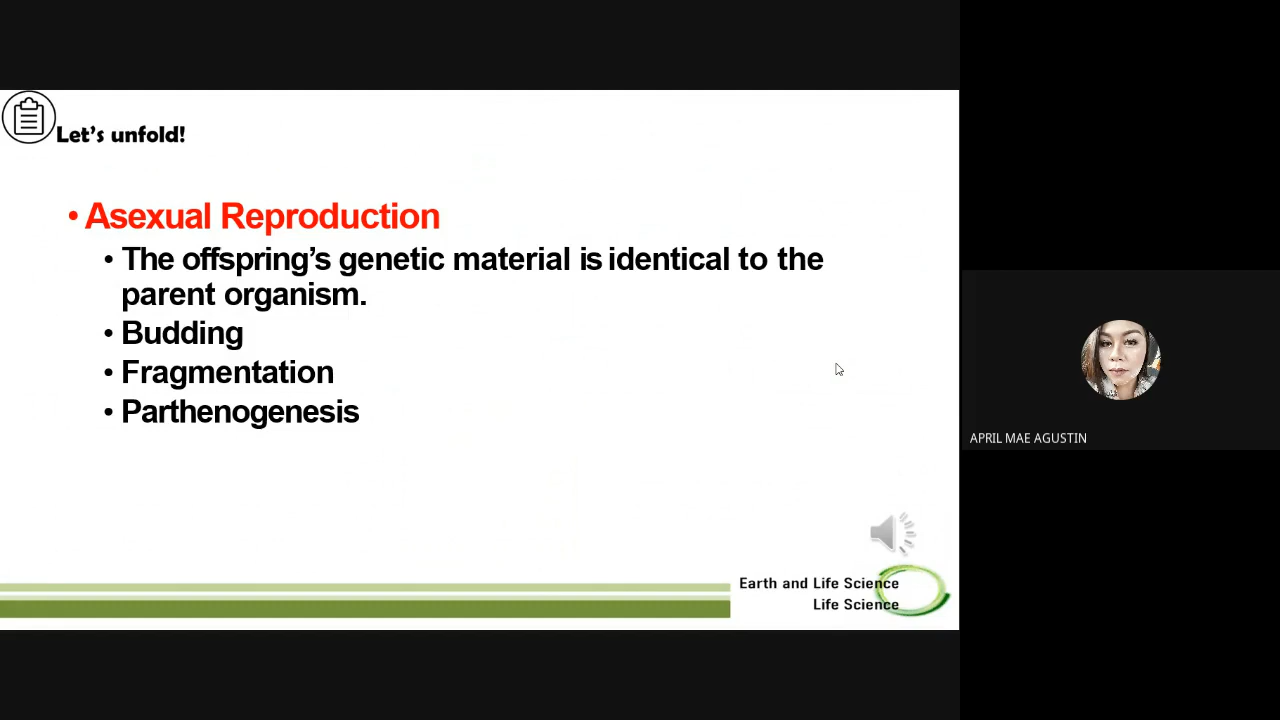 Let's unfold!
• Asexual Reproduction
• The offspring's genetic material is identical to the
parent organism.
• Budding
• Fragmentation
• Parthenogenesis
APRIL MAE AGUSTIN
Earth and Life Science
Life Science